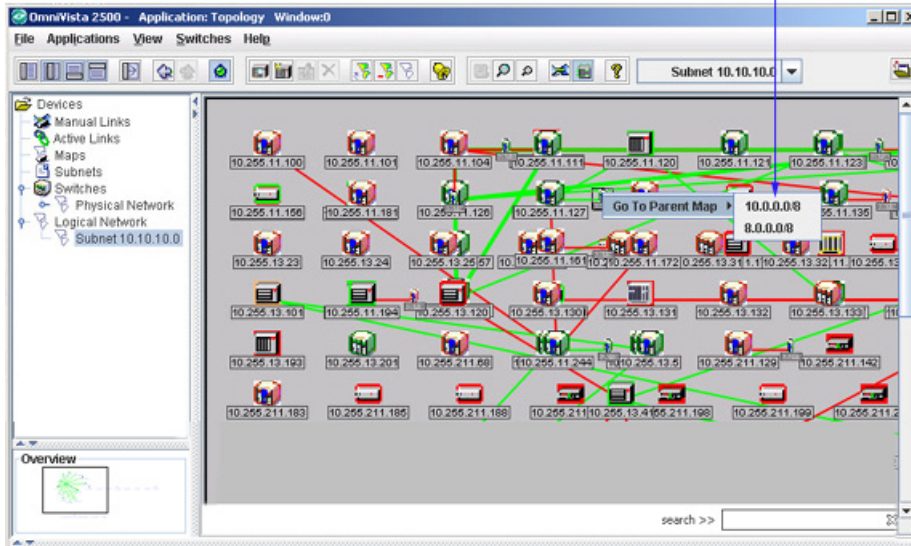 OmniVista 2500 - Application: Topology Window:0
File Applications View Switches Help
Subnet 10.10.10.0
Devices
Manual Links
Active Links
Maps
Subnets
Switches
Physical Network
Logical Network
Subnet 10.10.10.0
10.255.11.100 10.255.11.101 10.255.11.104 10.255.11.111 10.255.11.120 10.255.11.121 10.255.11.123
10.255.11.156 10.255.11.181 10.255.11.126 10.255.11.127
Go To Parent Map
10.0.0.0/8
8.0.0.0/8
10.255.13.23 10.255.13.24 10.255.13.25
10.255.13.101 10.255.11.194 10.255.13.120 10.255.13.130 10.255.13.131 10.255.13.132 10.255.13.133
10.255.13.193 10.255.13.201 10.255.211.68 10.255.11.244 10.255.13.5 10.255.211.129 10.255.211.142
10.255.211.183 10.255.211.185 10.255.211.188 10.255.13.41 10.255.211.199
Overview
search >>